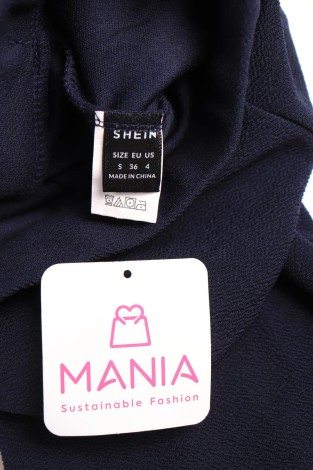 SHEIN
SIZE EU US
S 36 4
MADE IN CHINA
MANIA
Sustainable Fashion